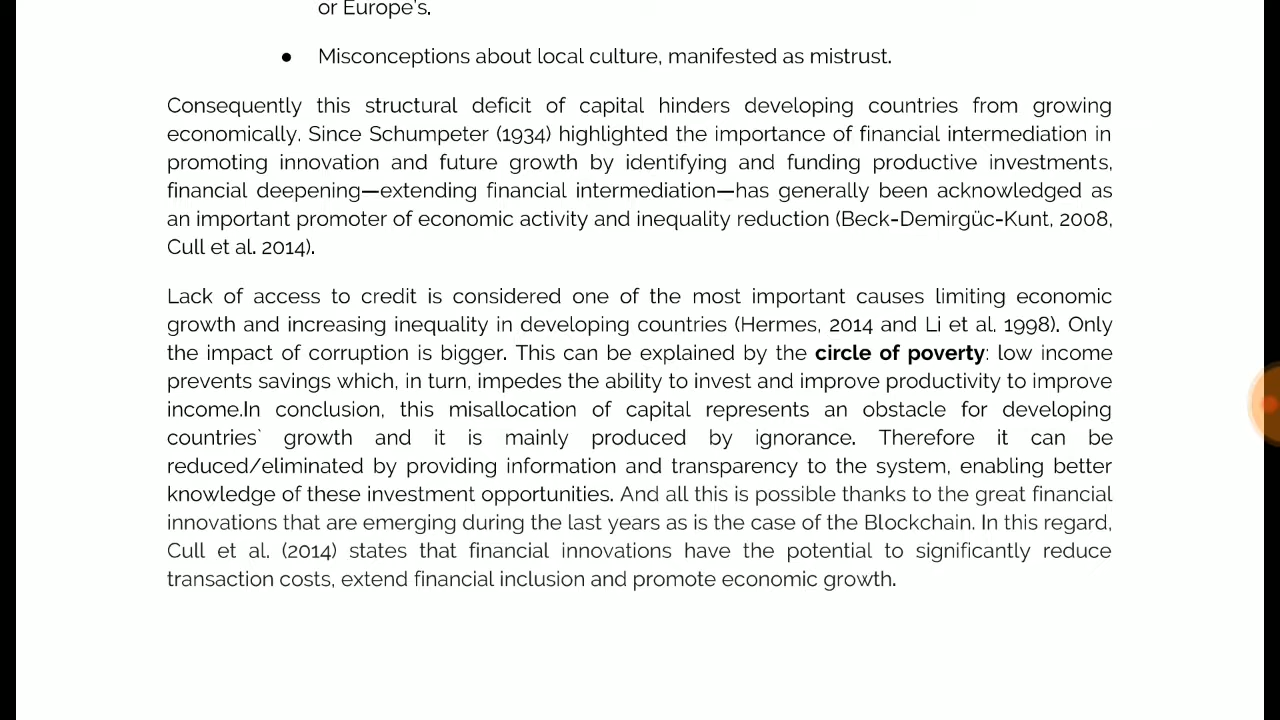 or Europe's.
● Misconceptions about local culture, manifested as mistrust.
Consequently this structural deficit of capital hinders developing countries from growing
economically. Since Schumpeter (1934) highlighted the importance of financial intermediation in
promoting innovation and future growth by identifying and funding productive investments,
financial deepening—extending financial intermediation—has generally been acknowledged as
an important promoter of economic activity and inequality reduction (Beck-Demirgüc-Kunt, 2008,
Cull et al. 2014).
Lack of access to credit is considered one of the most important causes limiting economic
growth and increasing inequality in developing countries (Hermes, 2014 and Li et al. 1998). Only
the impact of corruption is bigger. This can be explained by the circle of poverty: low income
prevents savings which, in turn, impedes the ability to invest and improve productivity to improve
income.In conclusion, this misallocation of capital represents an obstacle for developing
countries` growth and it is mainly produced by ignorance. Therefore it can be
reduced/eliminated by providing information and transparency to the system, enabling better
knowledge of these investment opportunities. And all this is possible thanks to the great financial
innovations that are emerging during the last years as is the case of the Blockchain. In this regard,
Cull et al. (2014) states that financial innovations have the potential to significantly reduce
transaction costs, extend financial inclusion and promote economic growth.